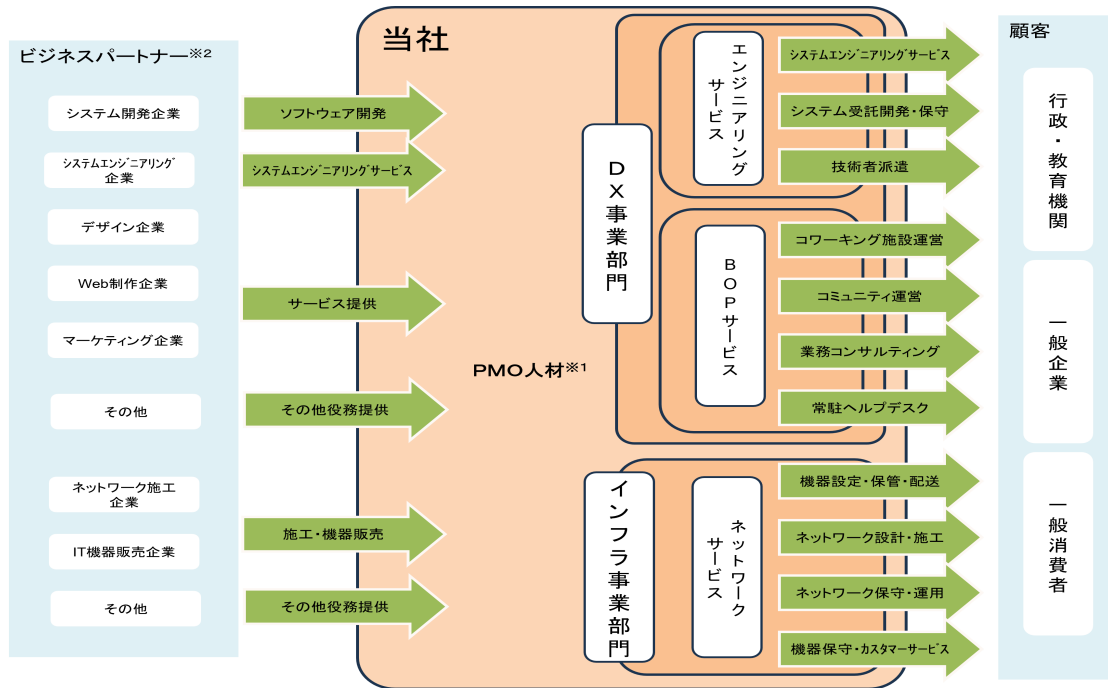 ビジネスパートナー※2
システム開発企業
システムエンジニアリング
企業
デザイン企業
Web制作企業
マーケティング企業
その他
ネットワーク施工
企業
IT機器販売企業
その他
ソフトウェア開発
システムエンジニアリングサービス
サービス提供
その他役務提供
施工・機器販売
その他役務提供
当社
PMO人材※1
DX事業部門
エンジニアリング
サービス
BOPサービス
インフラ事業部門
ネットワーク
サービス
システムエンジニアリングサービス
システム受託開発・保守
技術者派遣
コワーキング施設運営
コミュニティ運営
業務コンサルティング
常駐ヘルプデスク
機器設定・保管・配送
ネットワーク設計・施工
ネットワーク保守・運用
機器保守・カスタマーサービス
顧客
行政・教育機関
一般企業
一般消費者